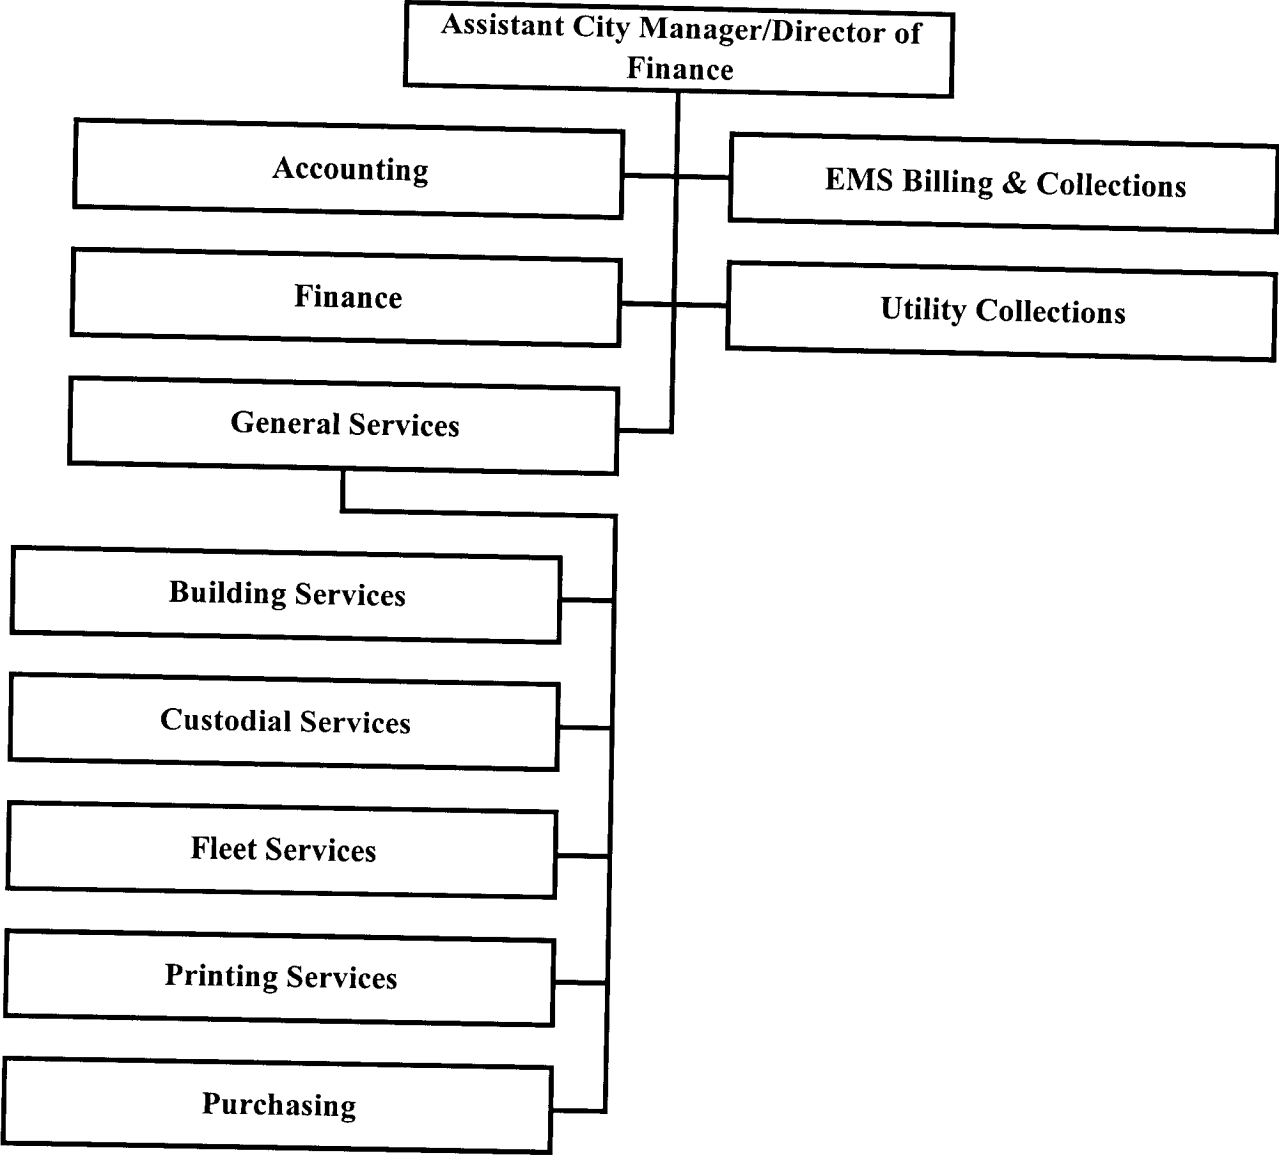 Assistant City Manager/Director of
Finance
Accounting
EMS Billing & Collections
Finance
Utility Collections
General Services
Building Services
Custodial Services
Fleet Services
Printing Services
Purchasing